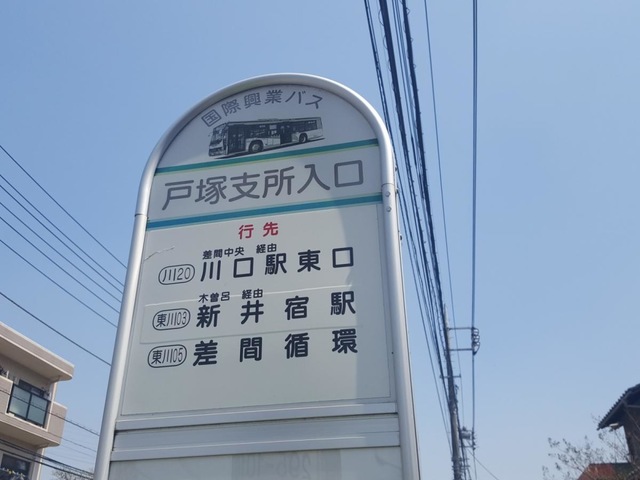 国際興業バス
戸塚支所入口
行先
差間中央 経由
川20 川口駅東口
木曽呂 経由
東川103 新井宿駅
東川105 差間循環